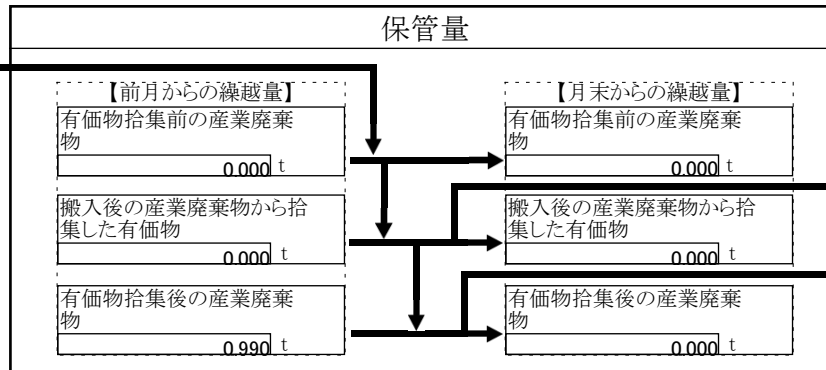 保管量
【前月からの繰越量】
有価物拾集前の産業廃棄
物
0.000 t
搬入後の産業廃棄物から拾
集した有価物
0.000 t
有価物拾集後の産業廃棄
物
0.990 t
【月末からの繰越量】
有価物拾集前の産業廃棄
物
0.000 t
搬入後の産業廃棄物から拾
集した有価物
0.000 t
有価物拾集後の産業廃棄
物
0.000 t